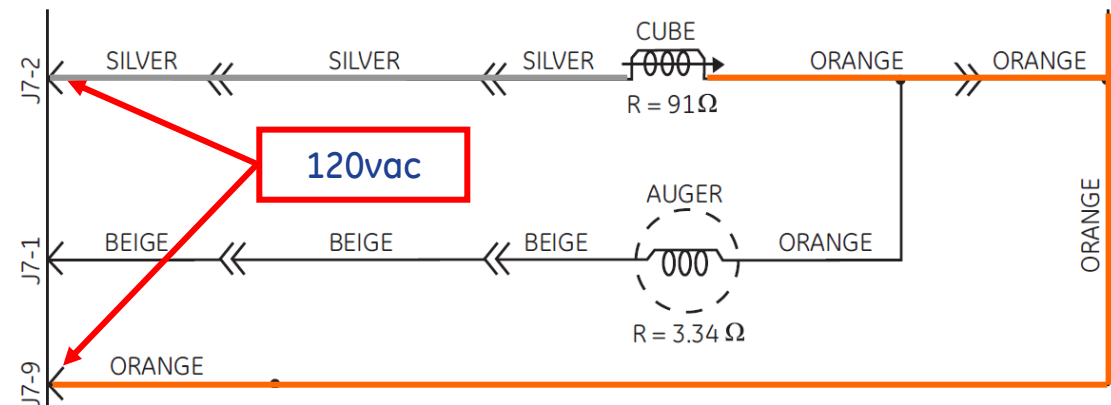 CUBE
J7-2
SILVER SILVER SILVER ORANGE ORANGE
R = 91Ω
120vac
AUGER
J7-1
BEIGE BEIGE BEIGE ORANGE
ORANGE
R = 3.34 Ω
J7-9
ORANGE